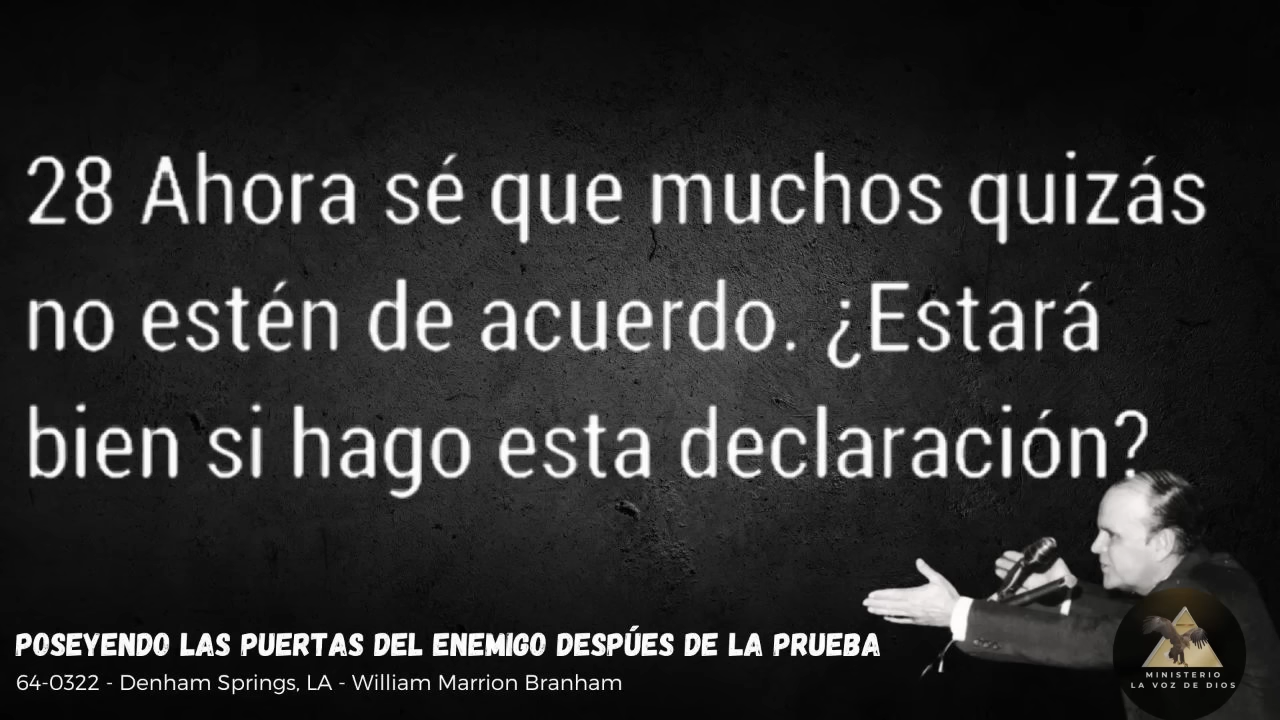 28 Ahora sé que muchos quizás
no estén de acuerdo. ¿Estará
bien si hago esta declaración?
POSEYENDO LAS PUERTAS DEL ENEMIGO DESPÚES DE LA PRUEBA
64-0322 - Denham Springs, LA - William Marrion Branham
MINISTERIO
LA VOZ DE DIOS